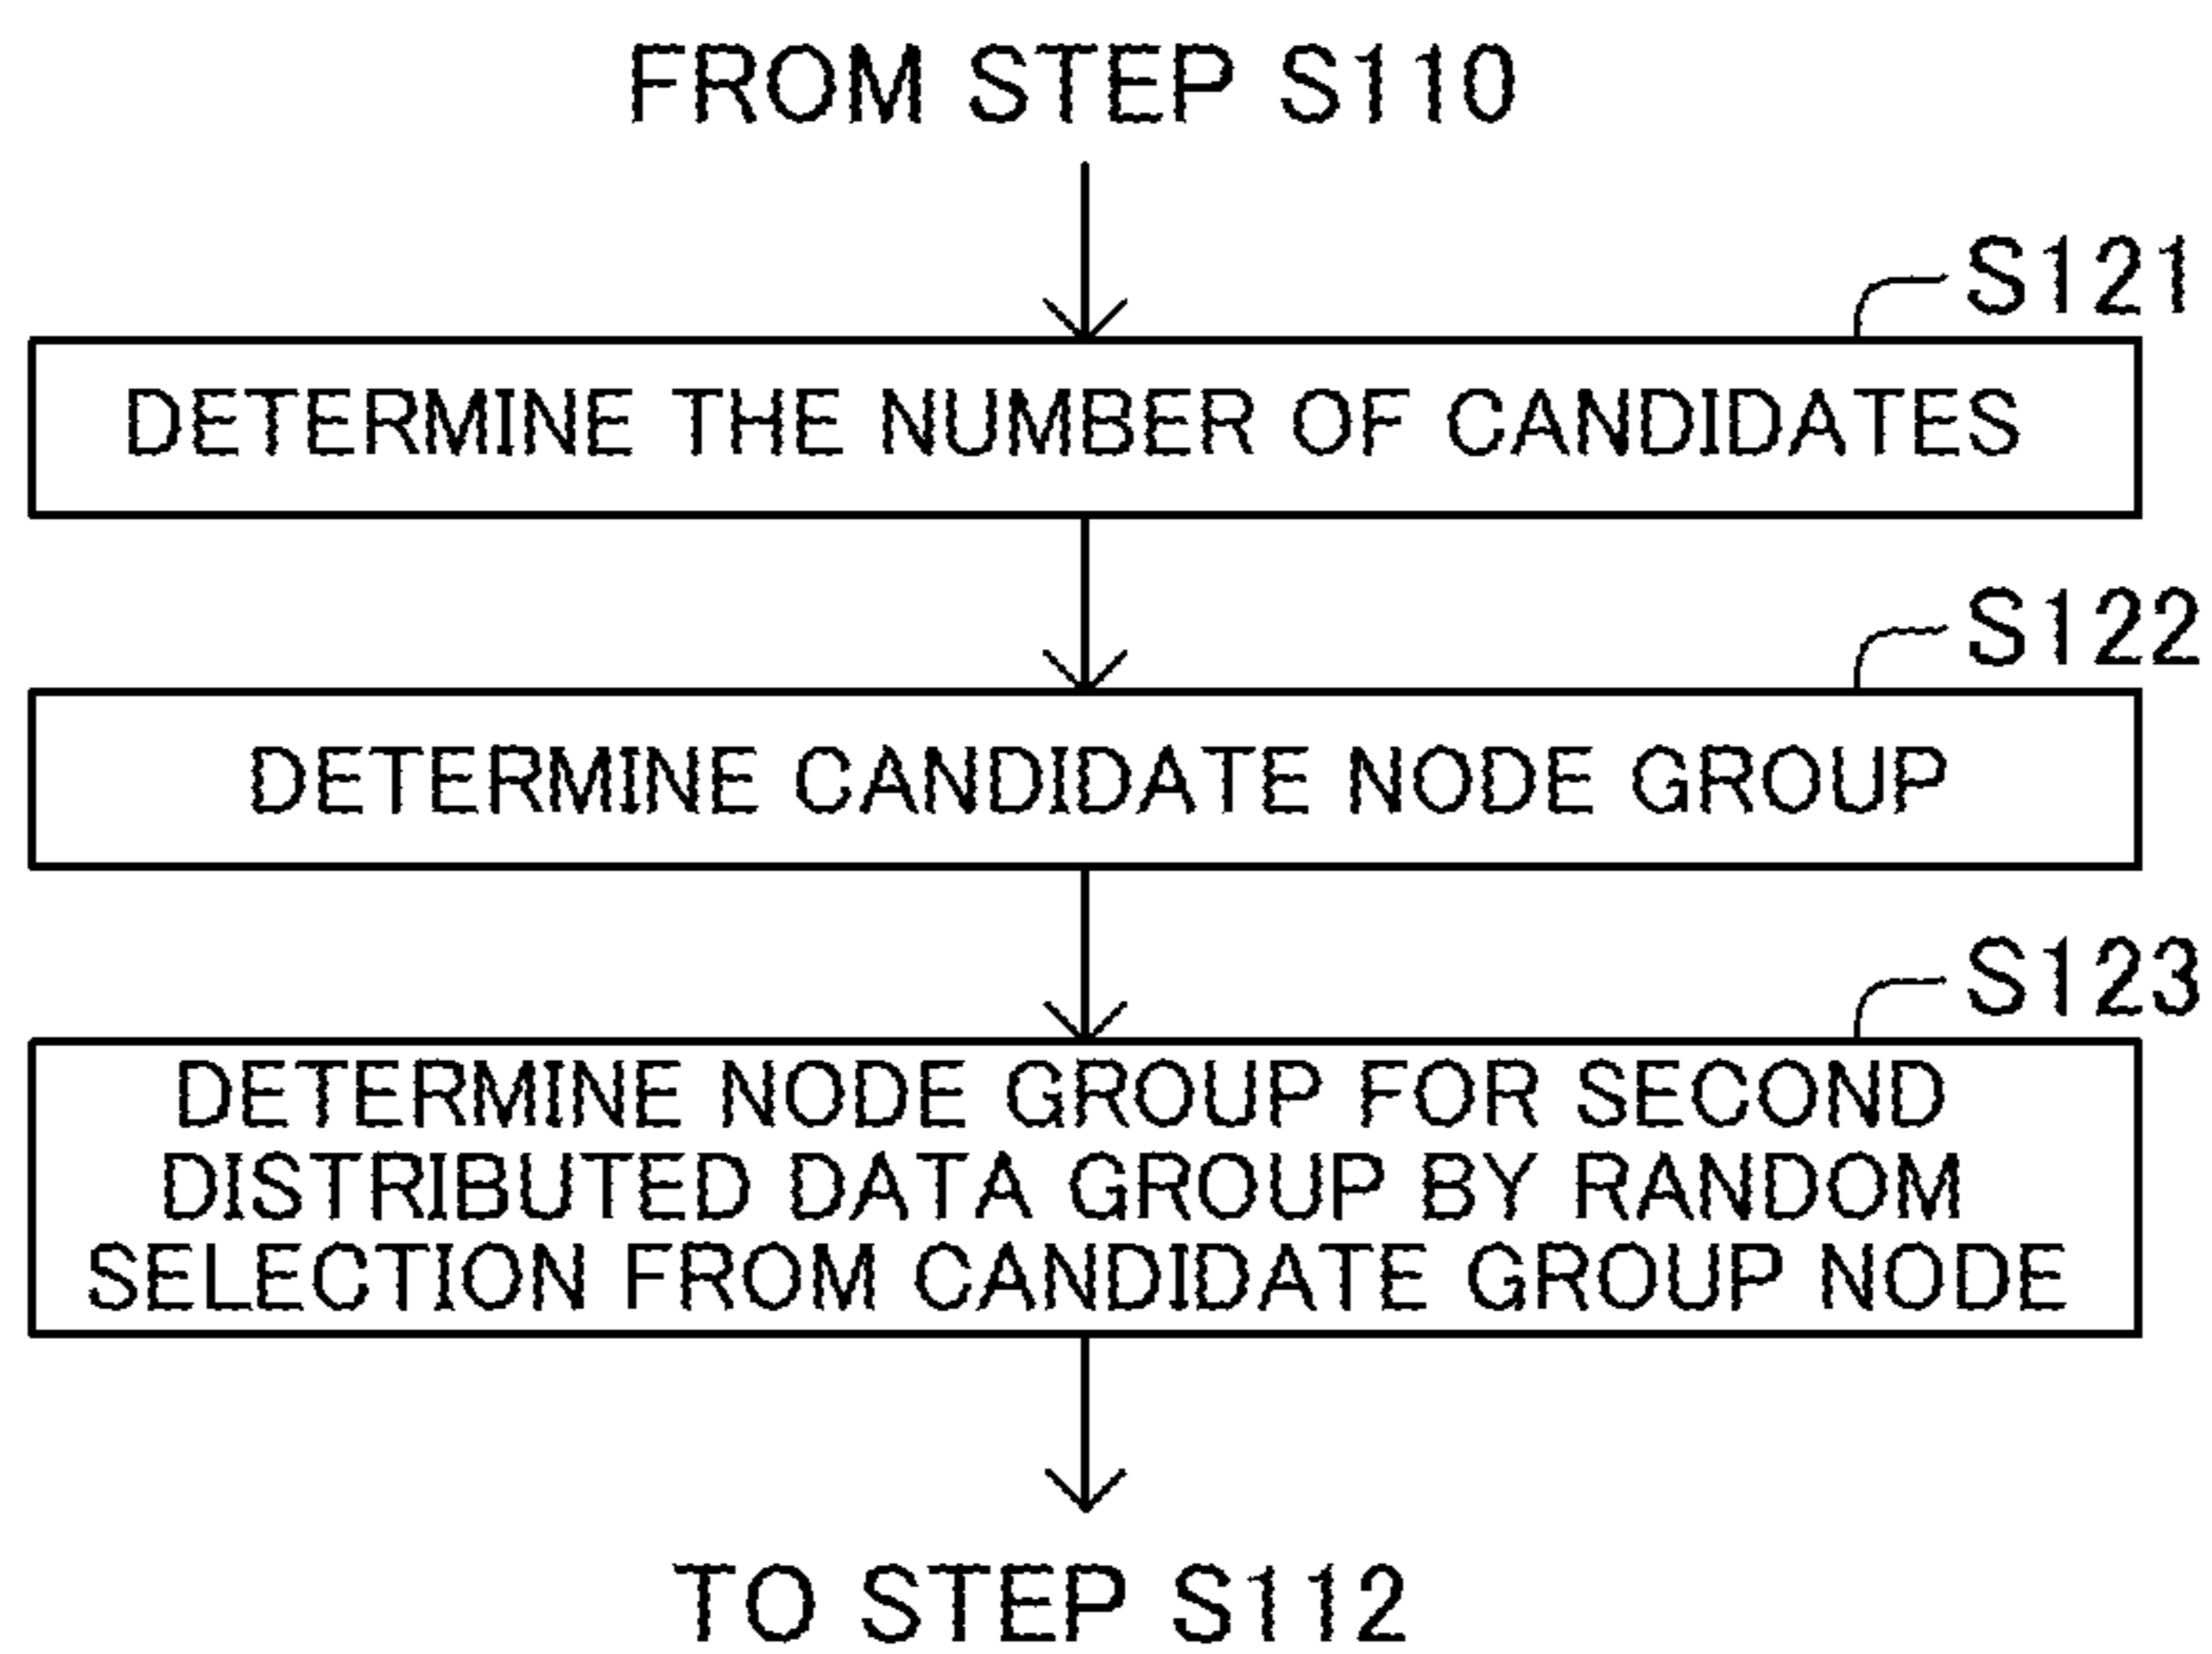 FROM STEP S110
S121
DETERMINE THE NUMBER OF CANDIDATES
S122
DETERMINE CANDIDATE NODE GROUP
S123
DETERMINE NODE GROUP FOR SECOND
DISTRIBUTED DATA GROUP BY RANDOM
SELECTION FROM CANDIDATE GROUP NODE
TO STEP S112